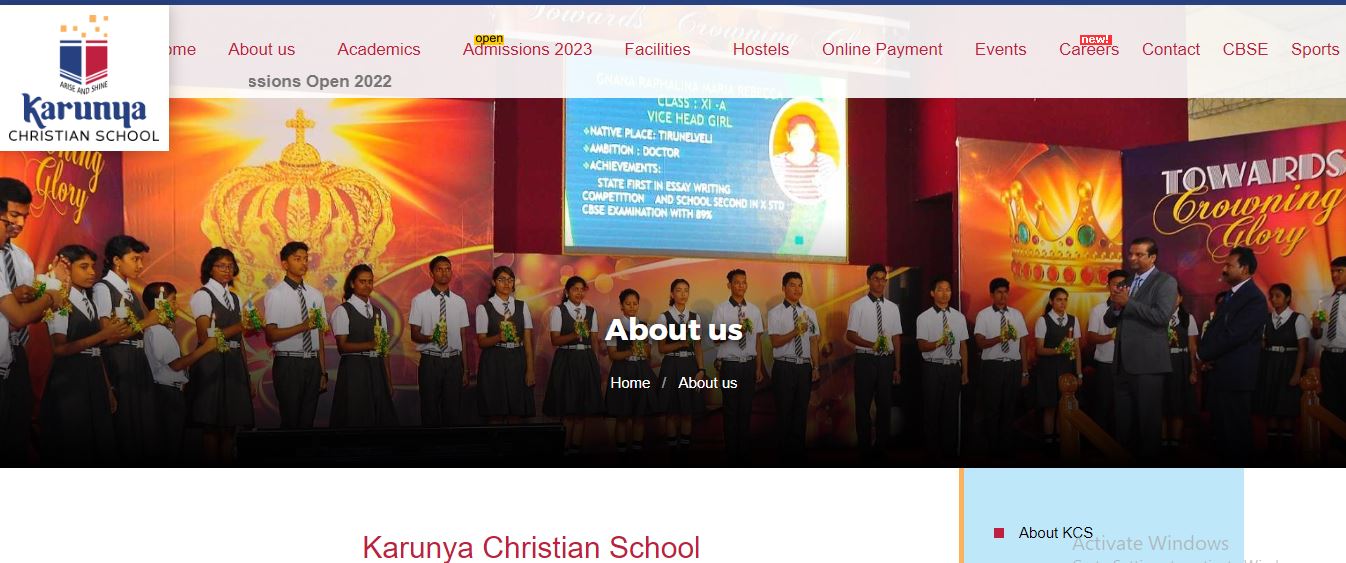 Towards Crowning
open
new!
ome About us Academics Admissions 2023 Facilities Hostels Online Payment Events Careers Contact CBSE Sports
ssions Open 2022
ARISE AND SHINE
Karunya
CHRISTIAN SCHOOL
GNANA RAPHALINA MARIA REBECCA
CLASS : XI -A
VICE HEAD GIRL
NATIVE PLACE: TIRUNELVELI
AMBITION : DOCTOR
ACHIEVEMENTS:
STATE FIRST IN ESSAY WRITING
COMPETITION AND SCHOOL SECOND IN X STD
CBSE EXAMINATION WITH 89%
Glory
TOWARDS
Crowning
Glory
About us
Home / About us
Karunya Christian School
About KCS
Activate Windows